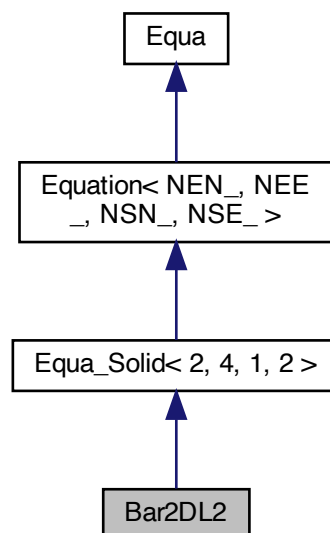 Equa
Equation< NEN_, NEE
_, NSN_, NSE_ >
Equa_Solid< 2, 4, 1, 2 >
Bar2DL2